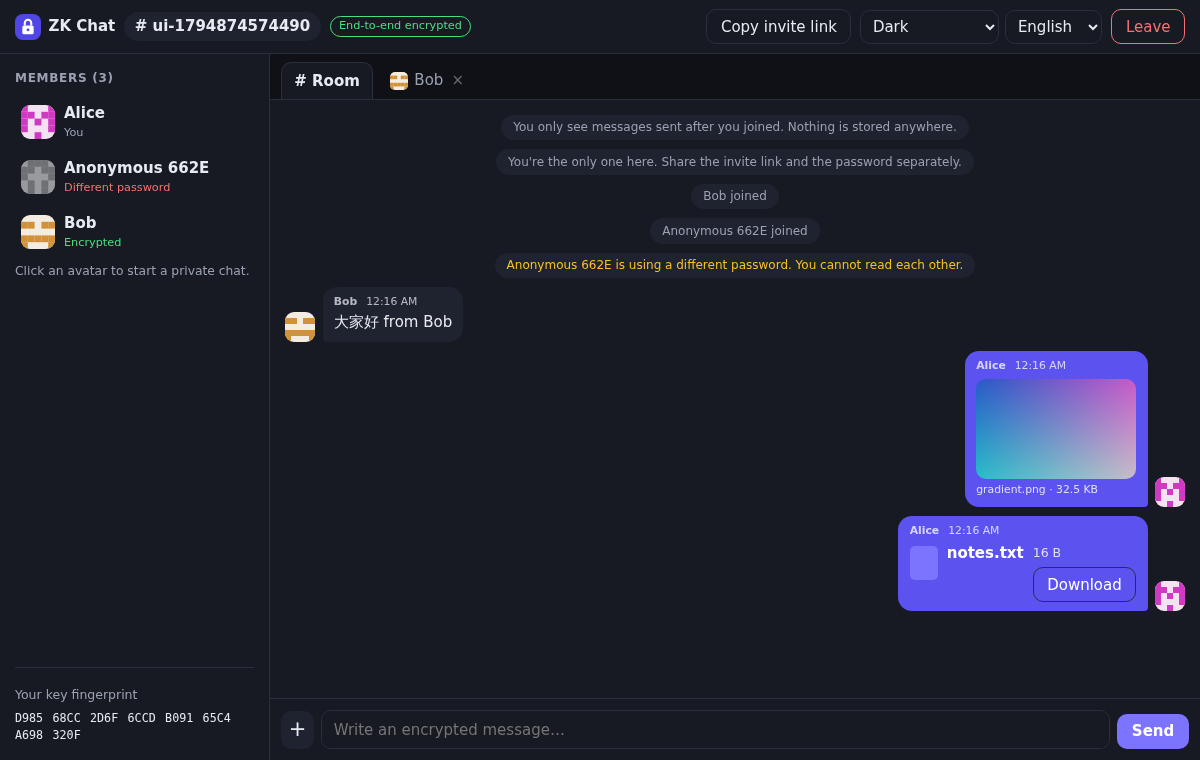 ZK Chat
# ui-1794874574490
End-to-end encrypted
Copy invite link
Dark
English
Leave
MEMBERS (3)
Alice
You
Anonymous 662E
Different password
Bob
Encrypted
Click an avatar to start a private chat.
Your key fingerprint
D985 68CC 2D6F 6CCD B091 65C4
A698 320F
# Room
Bob ×
You only see messages sent after you joined. Nothing is stored anywhere.
You're the only one here. Share the invite link and the password separately.
Bob joined
Anonymous 662E joined
Anonymous 662E is using a different password. You cannot read each other.
Bob 12:16 AM
大家好 from Bob
Alice 12:16 AM
gradient.png · 32.5 KB
Alice 12:16 AM
notes.txt 16 B
Download
+
Write an encrypted message…
Send